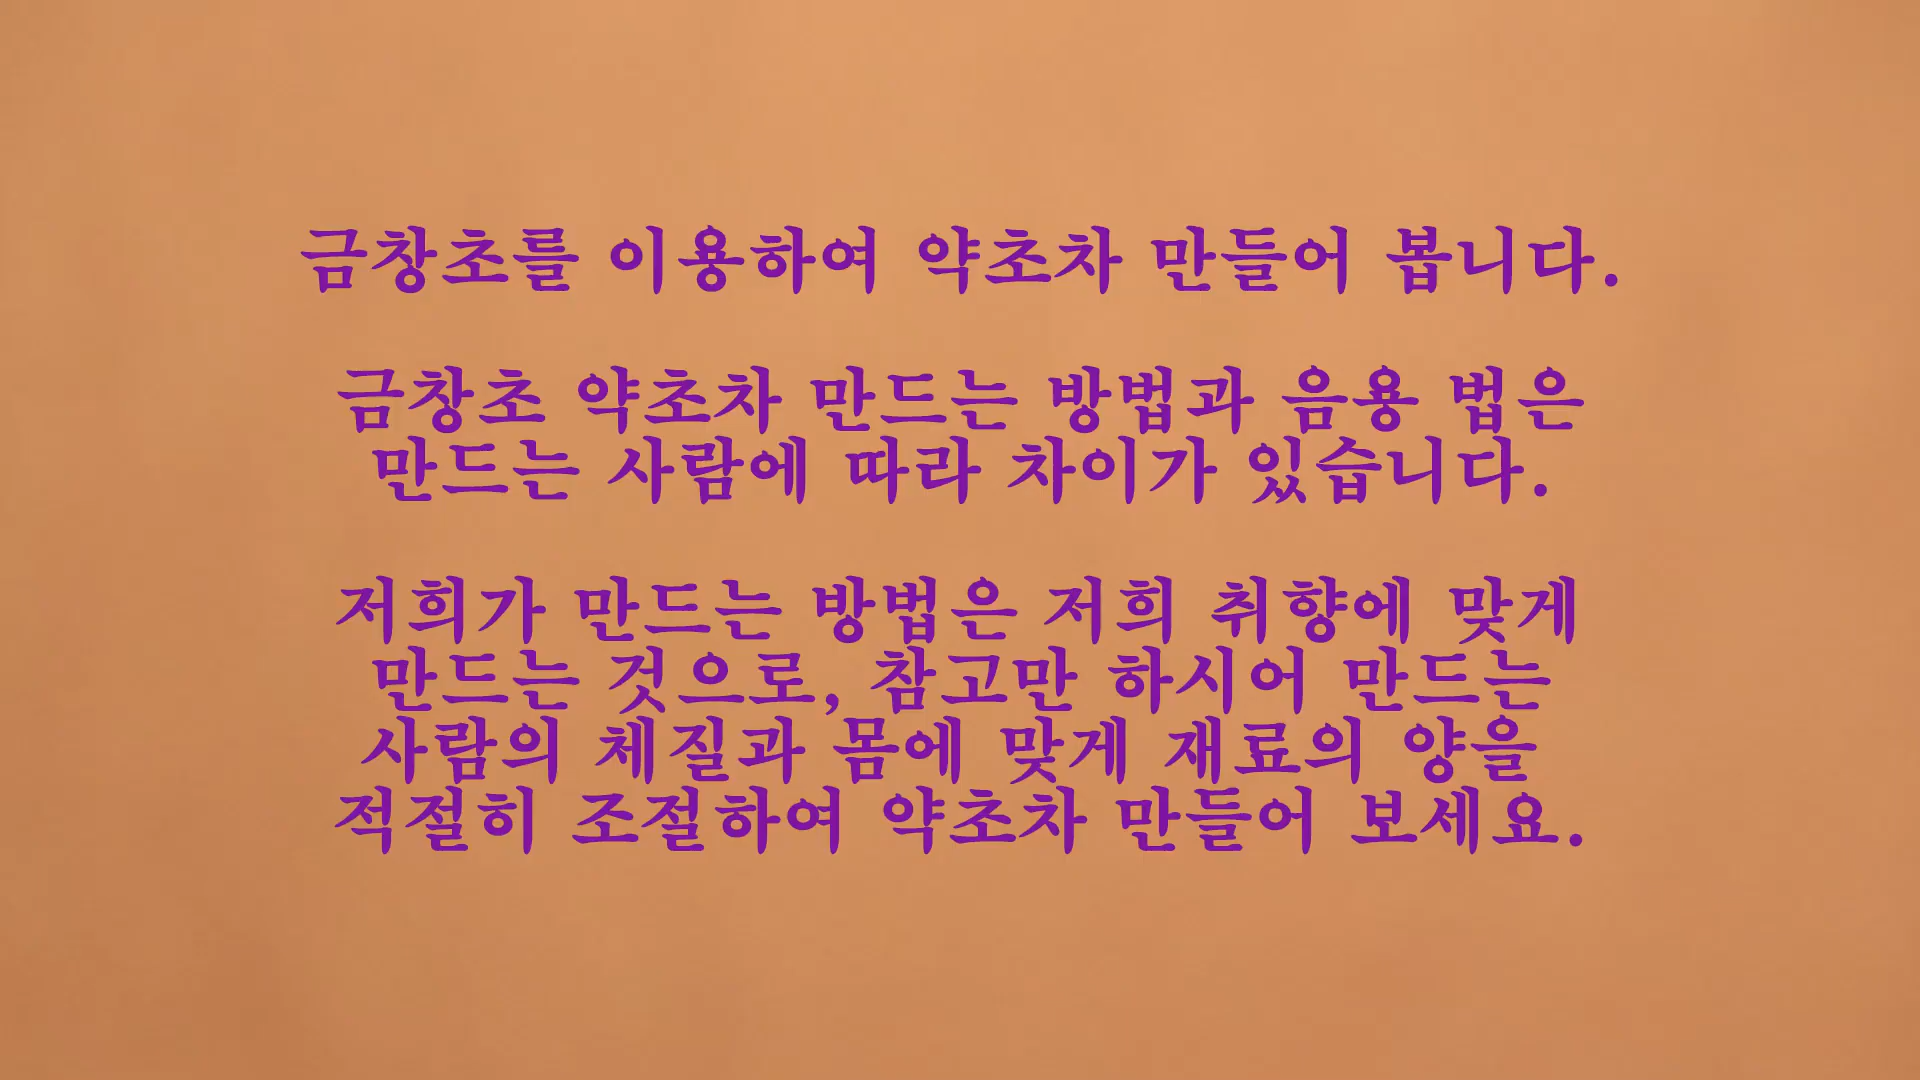 금창초를 이용하여 약초차 만들어 봅니다.
금창초 약초차 만드는 방법과 음용 법은
만드는 사람에 따라 차이가 있습니다.
저희가 만드는 방법은 저희 취향에 맞게
만드는 것으로, 참고만 하시어 만드는
사람의 체질과 몸에 맞게 재료의 양을
적절히 조절하여 약초차 만들어 보세요.